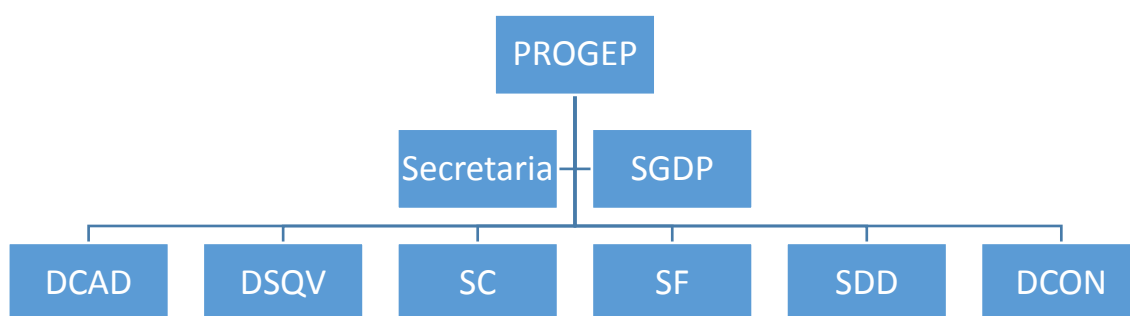 PROGEP
Secretaria
SGDP
DCAD
DSQV
SC
SF
SDD
DCON